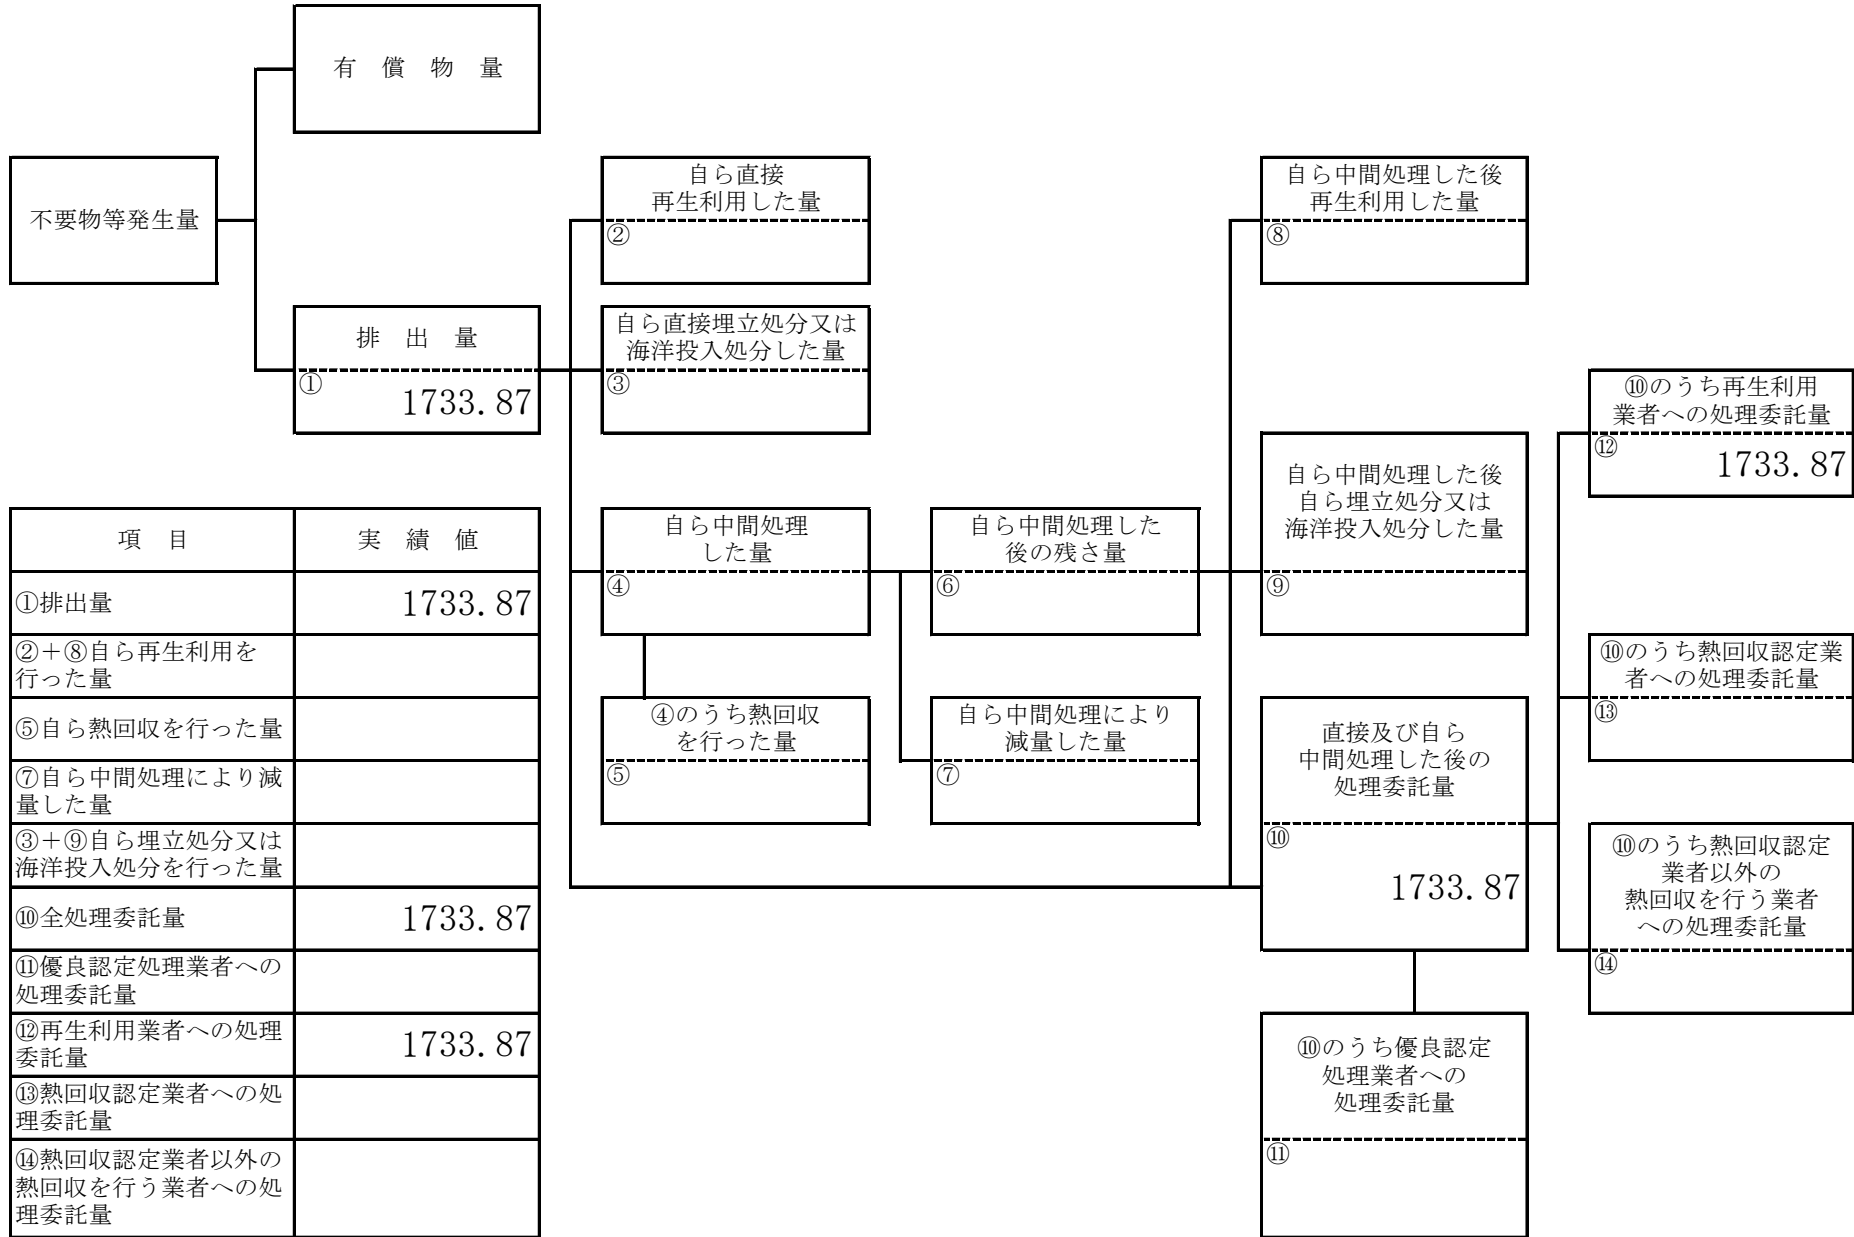 有 償 物 量
不要物等発生量
自ら直接
再生利用した量
②
自ら中間処理した後
再生利用した量
⑧
排 出 量
①
1733.87
自ら直接埋立処分又は
海洋投入処分した量
③
⑩のうち再生利用
業者への処理委託量
⑫
1733.87
自ら中間処理
した量
④
自ら中間処理した
後の残さ量
⑥
自ら中間処理した後
自ら埋立処分又は
海洋投入処分した量
⑨
⑩のうち熱回収認定業
者への処理委託量
⑬
④のうち熱回収
を行った量
⑤
自ら中間処理により
減量した量
⑦
直接及び自ら
中間処理した後の
処理委託量
⑩
1733.87
⑩のうち熱回収認定
業者以外の
熱回収を行う業者
への処理委託量
⑭
⑩のうち優良認定
処理業者への
処理委託量
⑪
項 目 実 績 値
①排出量 1733.87
②+⑧自ら再生利用を
行った量
⑤自ら熱回収を行った量
⑦自ら中間処理により減
量した量
③+⑨自ら埋立処分又は
海洋投入処分を行った量
⑩全処理委託量 1733.87
⑪優良認定処理業者への
処理委託量
⑫再生利用業者への処理
委託量 1733.87
⑬熱回収認定業者への処
理委託量
⑭熱回収認定業者以外の
熱回収を行う業者への処
理委託量